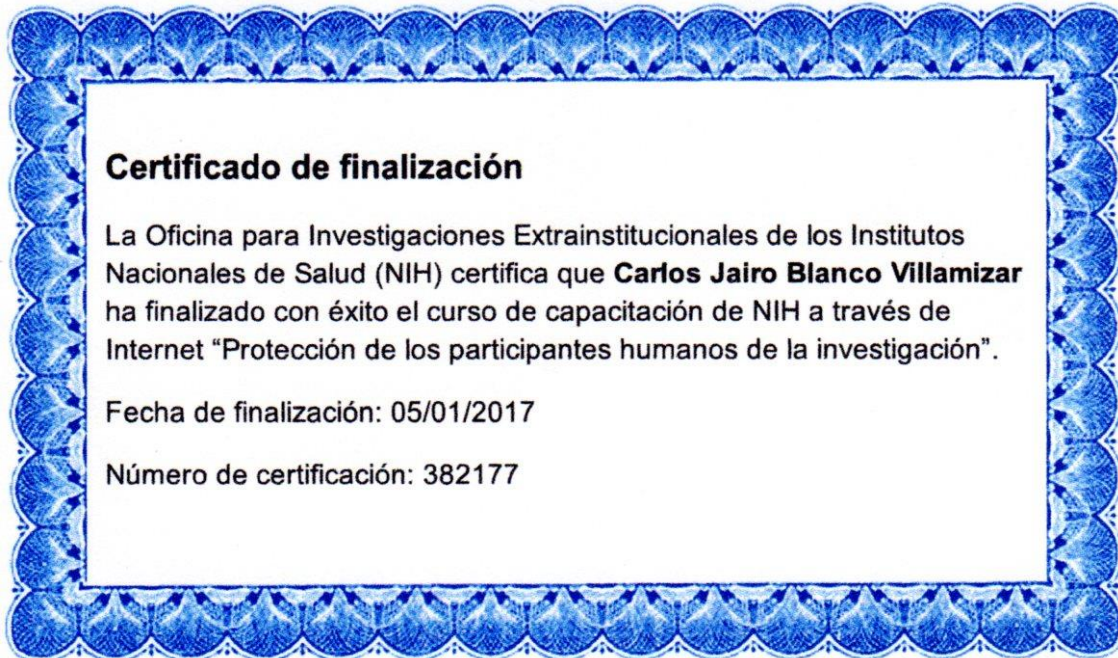 Certificado de finalización
La Oficina para Investigaciones Extrainstitucionales de los Institutos
Nacionales de Salud (NIH) certifica que Carlos Jairo Blanco Villamizar
ha finalizado con éxito el curso de capacitación de NIH a través de
Internet “Protección de los participantes humanos de la investigación”.
Fecha de finalización: 05/01/2017
Número de certificación: 382177